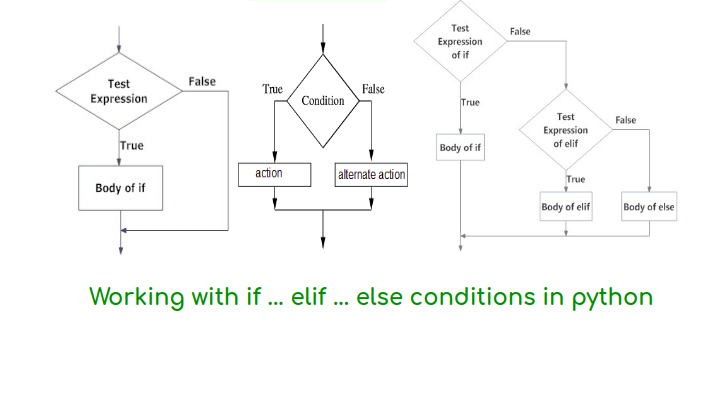 Test
Expression
False
True
Body of if
True
False
Condition
action
alternate action
Test
Expression
of if
False
True
Body of if
Test
Expression
of elif
False
True
Body of elif
Body of else
Working with if ... elif ... else conditions in python